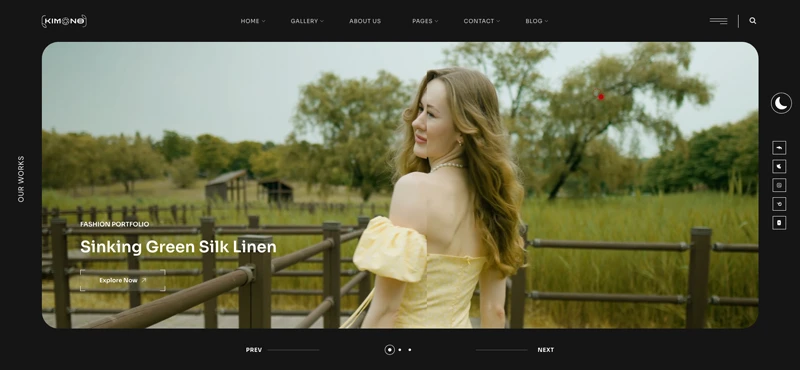 KIMONO
HOME
GALLERY
ABOUT US
PAGES
CONTACT
BLOG
OUR WORKS
FASHION PORTFOLIO
Sinking Green Silk Linen
Explore Now
PREV
NEXT